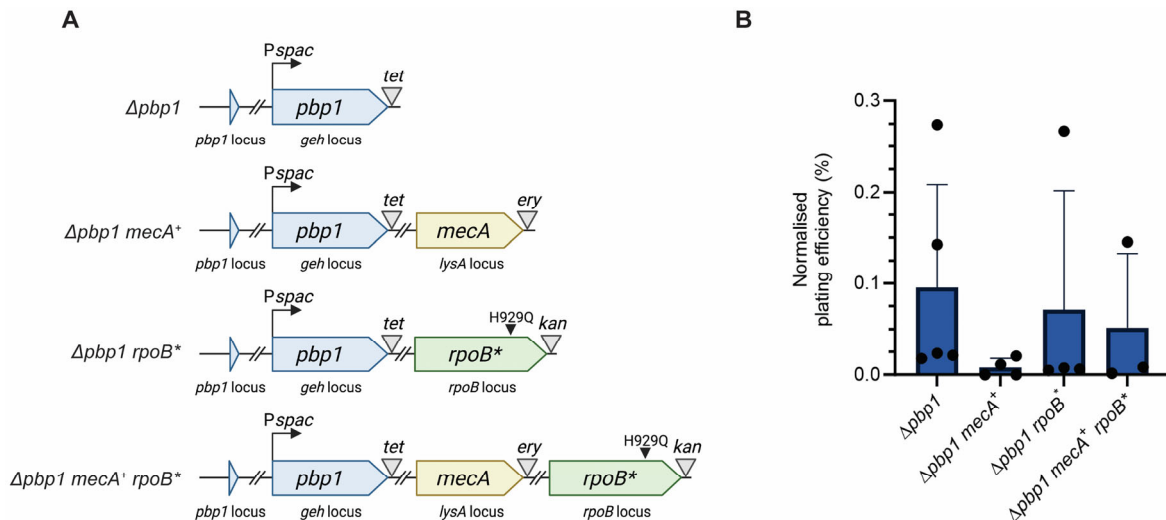 A
Pspac
tet
Δpbp1
pbp1
pbp1 locus
geh locus
Pspac
tet
ery
Δpbp1 mecA⁺
pbp1
mecA
pbp1 locus
geh locus
lysA locus
Pspac
H929Q
tet
kan
Δpbp1 rpoB*
pbp1
rpoB*
pbp1 locus
geh locus
rpoB locus
Pspac
H929Q
tet
ery
kan
Δpbp1 mecA' rpoB*
pbp1
mecA
rpoB*
pbp1 locus
geh locus
lysA locus
rpoB locus
B
Normalised
plating efficiency (%)
0.3
0.2
0.1
0.0
Δpbp1
Δpbp1 mecA⁺
Δpbp1 rpoB*
Δpbp1 mecA⁺ rpoB*